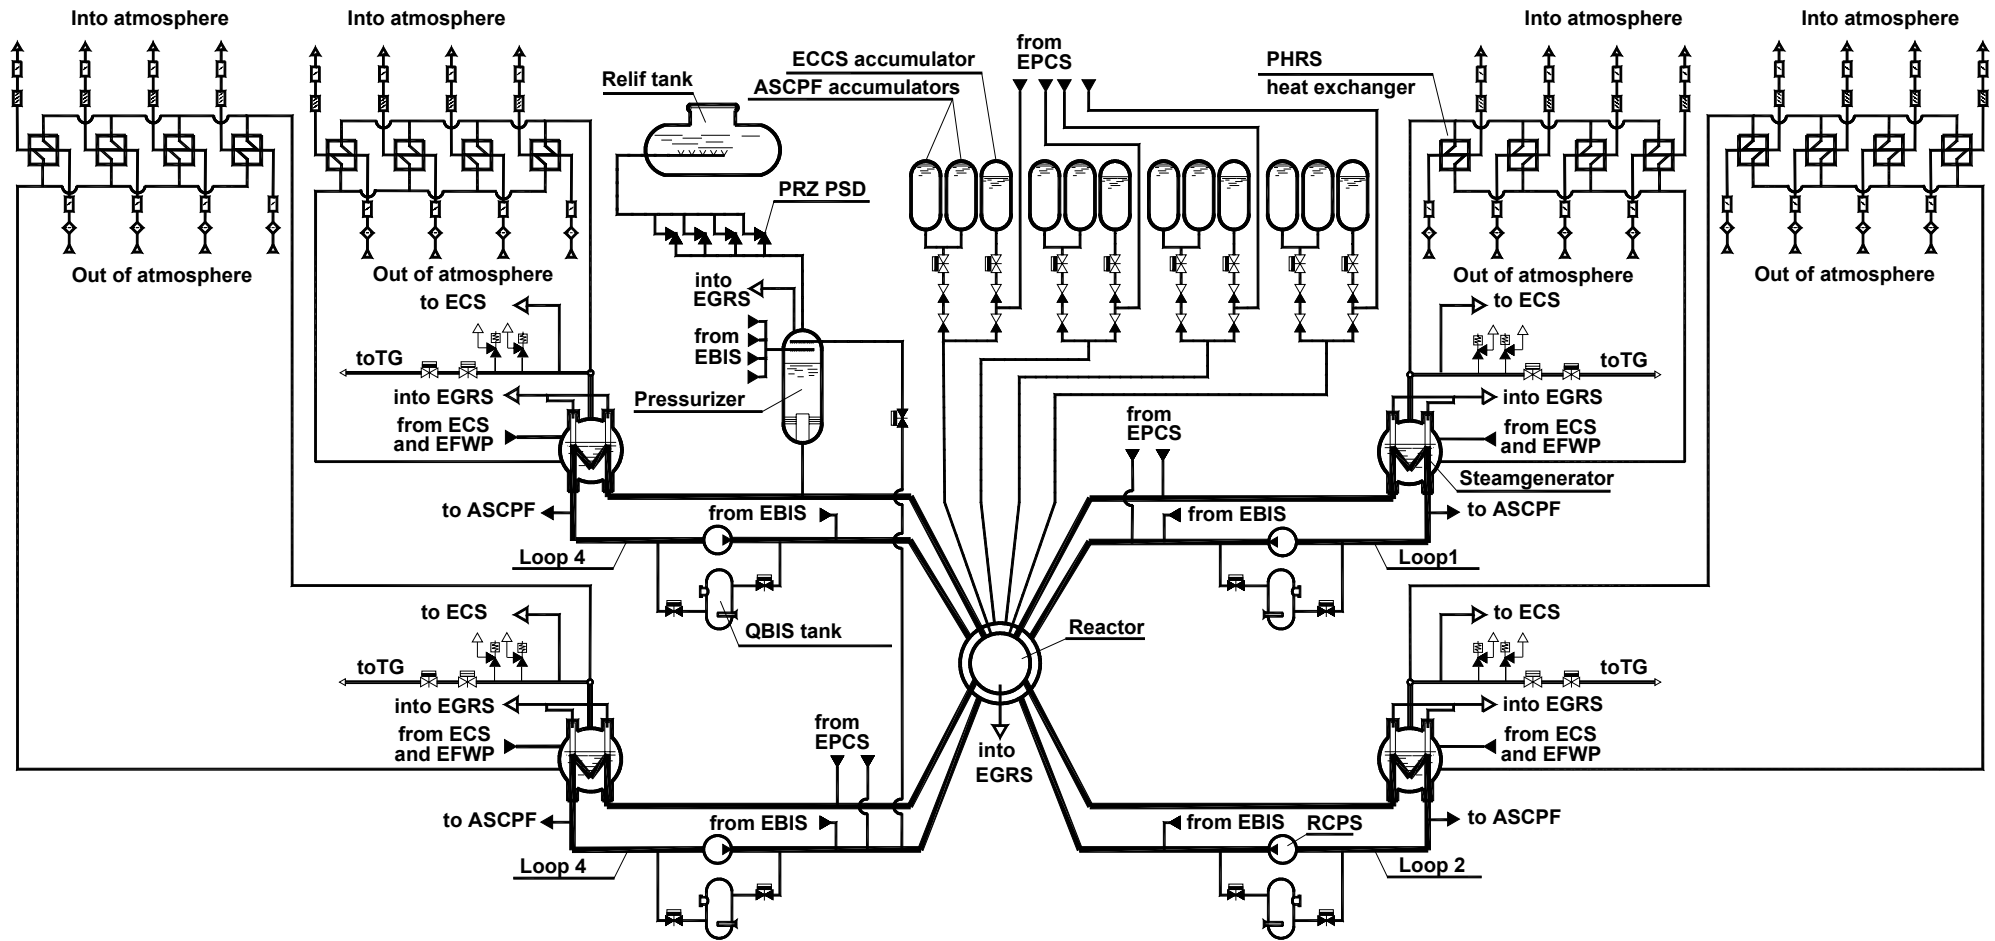 Into atmosphere
Into atmosphere
Into atmosphere
Into atmosphere
from
EPCS
ECCS accumulator
ASCPF accumulators
Relif tank
PHRS
heat exchanger
PRZ PSD
Out of atmosphere
Out of atmosphere
Out of atmosphere
Out of atmosphere
to ECS
into
EGRS
from
EBIS
toTG
into EGRS
from ECS
and EFWP
Pressurizer
to ECS
toTG
into EGRS
from ECS
and EFWP
from
EPCS
Steamgenerator
to ASCPF
from EBIS
from EBIS
to ASCPF
Loop 4
Loop1
QBIS tank
Reactor
to ECS
toTG
into EGRS
from ECS
and EFWP
to ECS
toTG
into EGRS
from ECS
and EFWP
from
EPCS
into
EGRS
to ASCPF
from EBIS
from EBIS
RCPS
to ASCPF
Loop 4
Loop 2